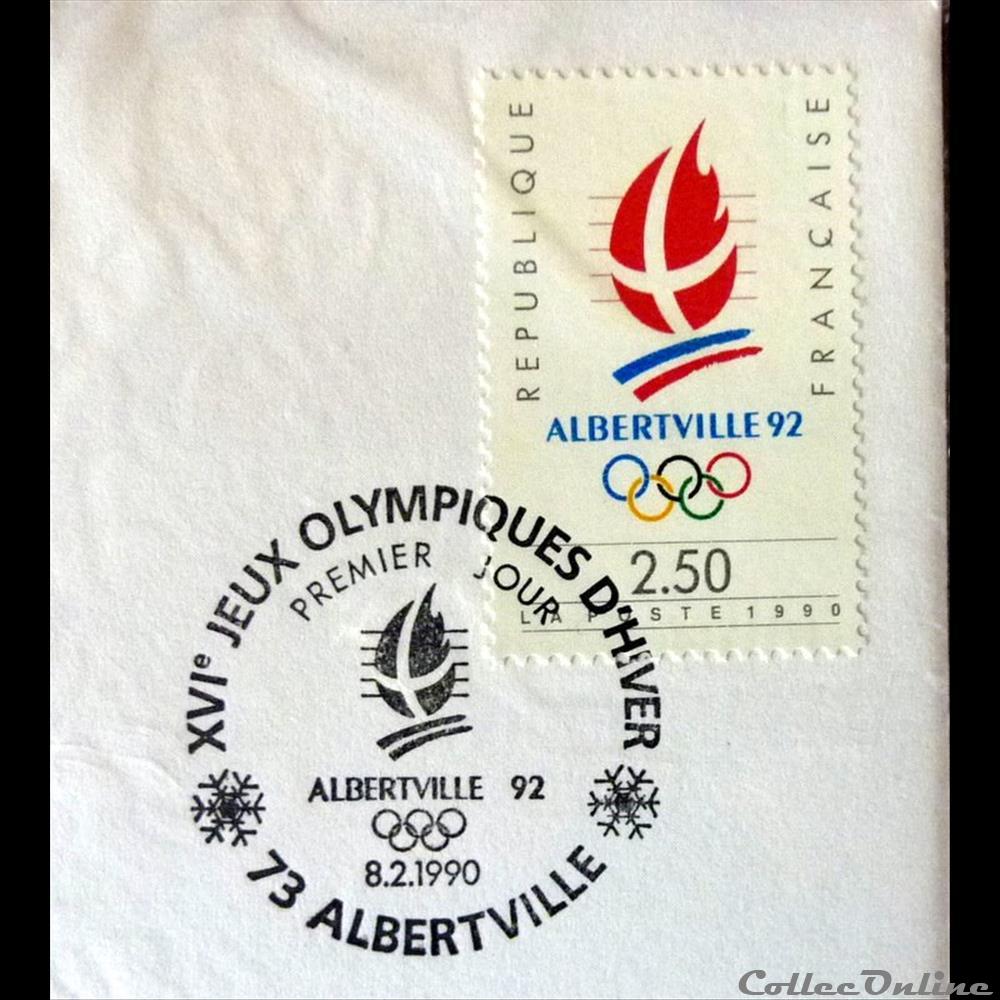 REPUBLIQUE
FRANÇAISE
ALBERTVILLE 92
2.50
LA POSTE 1990
XVIe JEUX OLYMPIQUES D'HIVER
PREMIER JOUR
ALBERTVILLE 92
8.2.1990
73 ALBERTVILLE
CollecOnline